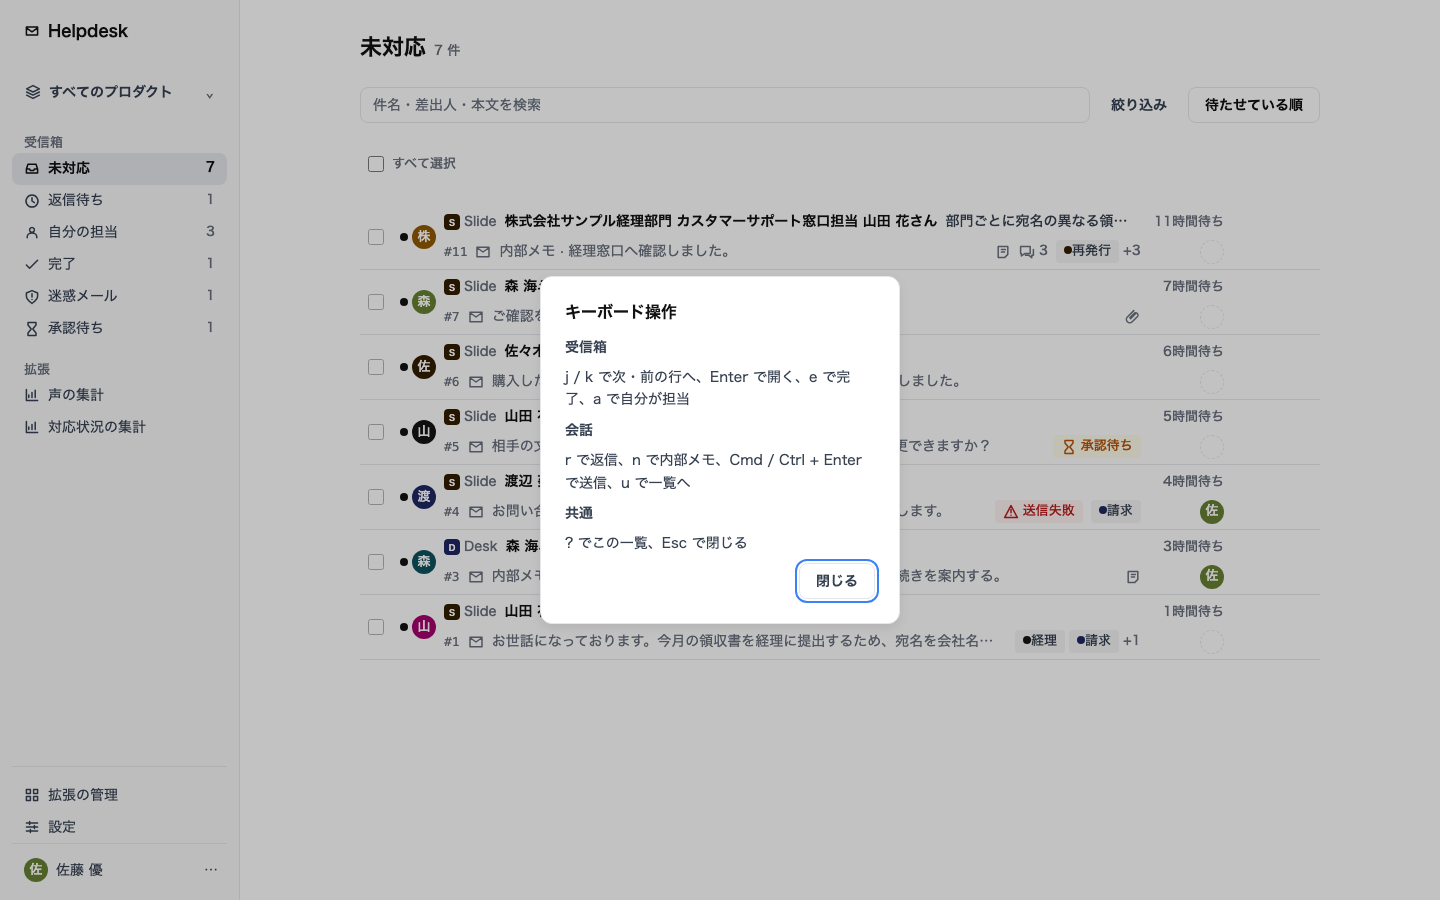 Helpdesk
すべてのプロダクト
受信箱
未対応 7
返信待ち 1
自分の担当 3
完了 1
迷惑メール 1
承認待ち 1
拡張
声の集計
対応状況の集計
拡張の管理
設定
佐 佐藤 優 …
未対応 7 件
件名・差出人・本文を検索 絞り込み 待たせている順
すべて選択
株 S Slide 株式会社サンプル経理部門 カスタマーサポート窓口担当 山田 花さん 部門ごとに宛名の異なる領… 11時間待ち
#11 内部メモ · 経理窓口へ確認しました。 3 再発行 +3
森 S Slide 森 海 7時間待ち
#7 ご確認
佐 S Slide 佐々木 6時間待ち
#6 購入した しました。
山 S Slide 山田 5時間待ち
#5 相手の文 更できますか？ 承認待ち
渡 S Slide 渡辺 4時間待ち
#4 お問い合 します。 送信失敗 請求 佐
森 D Desk 森 海 3時間待ち
#3 内部メモ 続きを案内する。 佐
山 S Slide 山田 1時間待ち
#1 お世話になっております。今月の領収書を経理に提出するため、宛名を会社名… 経理 請求 +1
キーボード操作
受信箱
j / k で次・前の行へ、Enter で開く、e で完
了、a で自分が担当
会話
r で返信、n で内部メモ、Cmd / Ctrl + Enter
で送信、u で一覧へ
共通
? でこの一覧、Esc で閉じる
閉じる